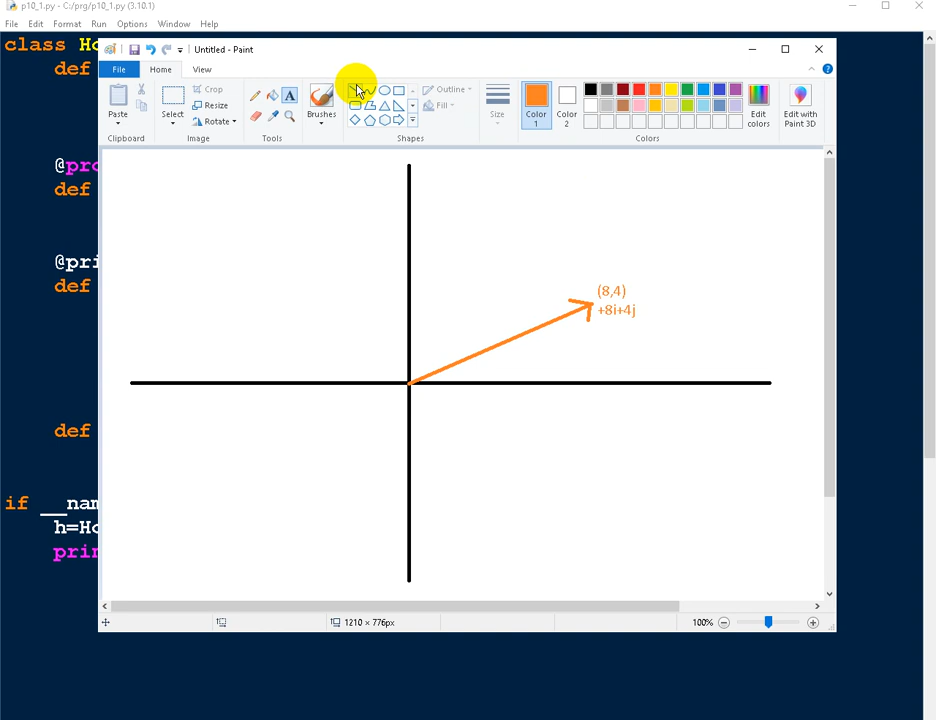 p10_1.py - C:/prg/p10_1.py (3.10.1)
File Edit Format Run Options Window Help
class Ho
def
@pro
def
@pri
def
def
if __nam
h=Ho
prin
Untitled - Paint
File Home View
Paste
Clipboard
Select
Crop
Resize
Rotate
Image
A
Tools
Brushes
Outline
Fill
Shapes
Size
Color 1
Color 2
Edit colors
Colors
Edit with Paint 3D
(8,4)
+8i+4j
1210 × 776px
100%